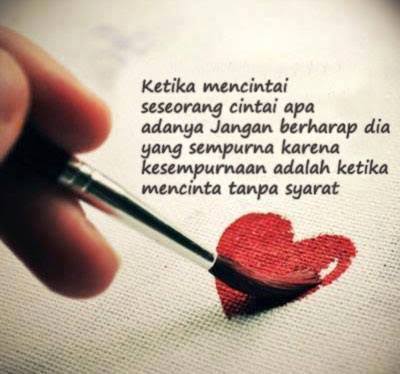 Ketika mencintai
seseorang cintai apa
adanya Jangan berharap dia
yang sempurna karena
kesempurnaan adalah ketika
mencinta tanpa syarat